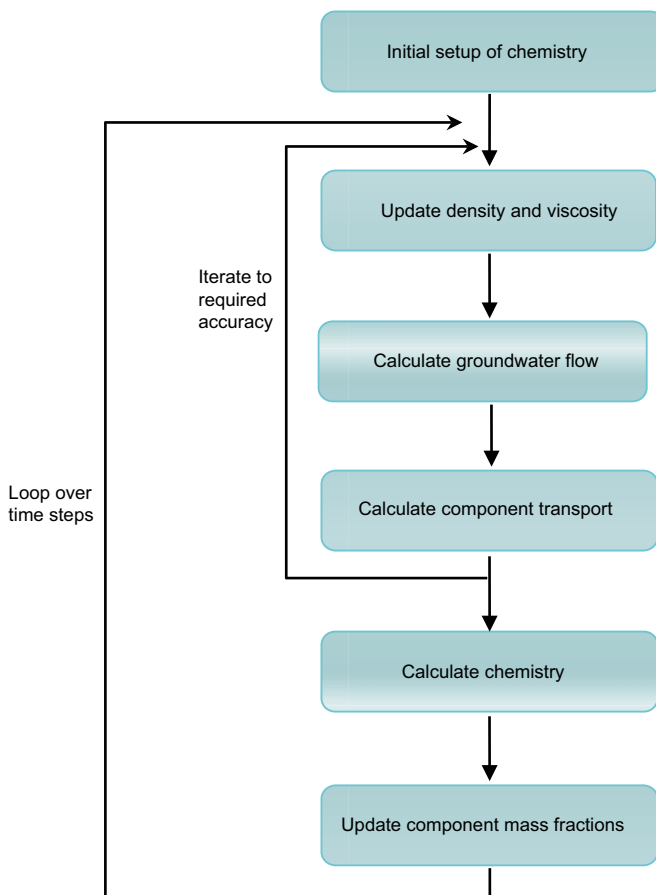 Initial setup of chemistry
Update density and viscosity
Iterate to
required
accuracy
Calculate groundwater flow
Loop over
time steps
Calculate component transport
Calculate chemistry
Update component mass fractions